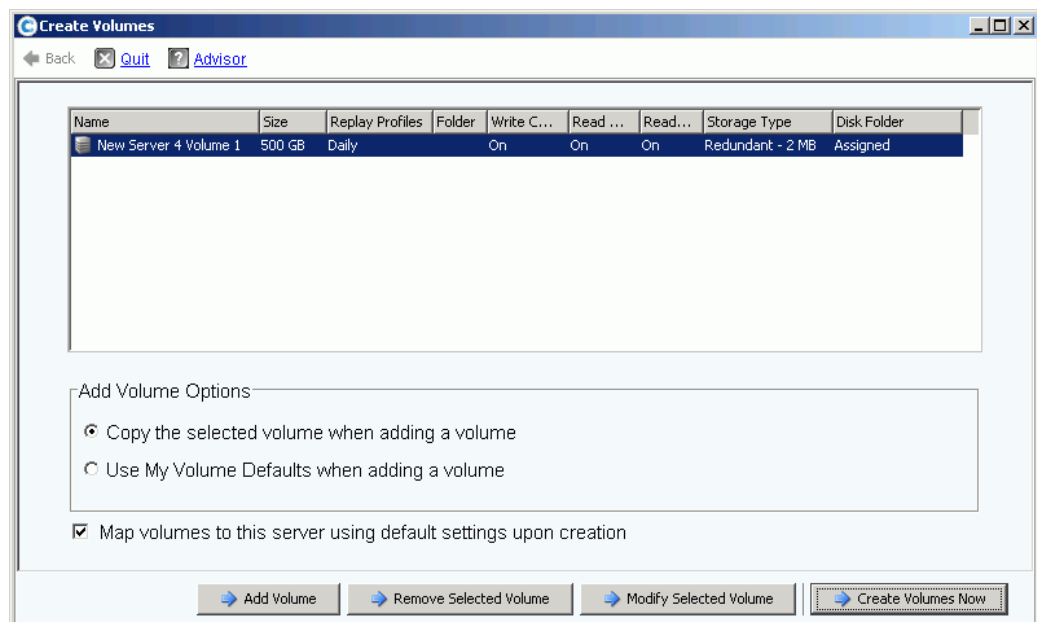 Create Volumes
Back Quit ? Advisor
Name Size Replay Profiles Folder Write C... Read ... Read... Storage Type Disk Folder
New Server 4 Volume 1 500 GB Daily On On On Redundant - 2 MB Assigned
Add Volume Options
Copy the selected volume when adding a volume
Use My Volume Defaults when adding a volume
Map volumes to this server using default settings upon creation
Add Volume Remove Selected Volume Modify Selected Volume Create Volumes Now